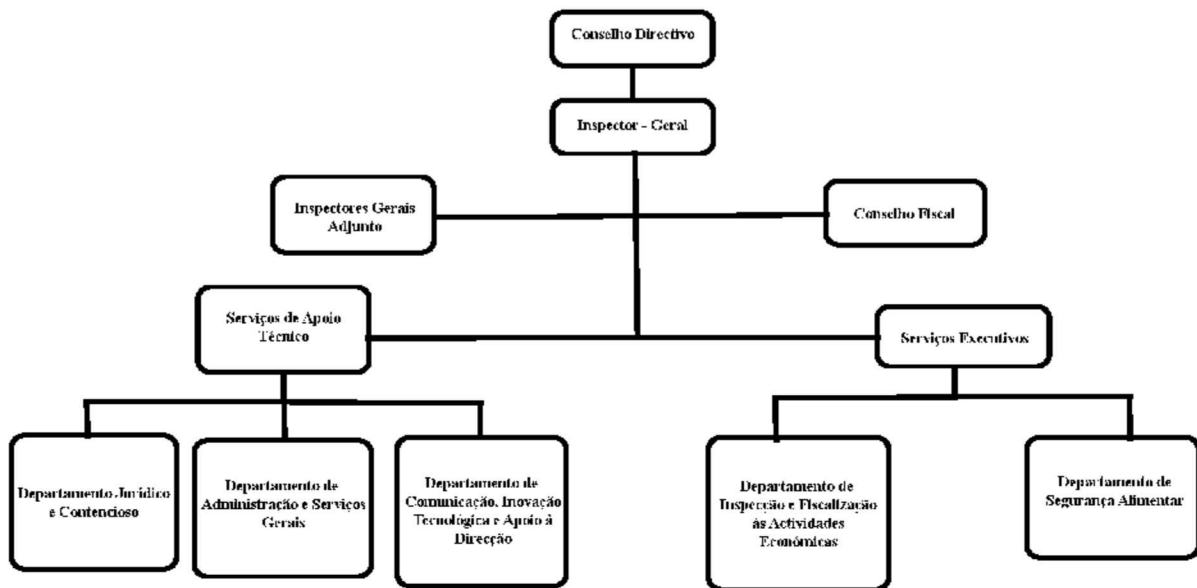 Conselho Directivo
Inspector - Geral
Inspectores Gerais
Adjunto
Conselho Fiscal
Serviços de Apoio
Técnico
Serviços Executivos
Departamento Jurídico
e Contencioso
Departamento de
Administração e Serviços
Gerais
Departamento de
Comunicação, Inovação
Tecnológica e Apoio à
Direcção
Departamento de
Inspecção e Fiscalização
às Actividades
Económicas
Departamento de
Segurança Alimentar